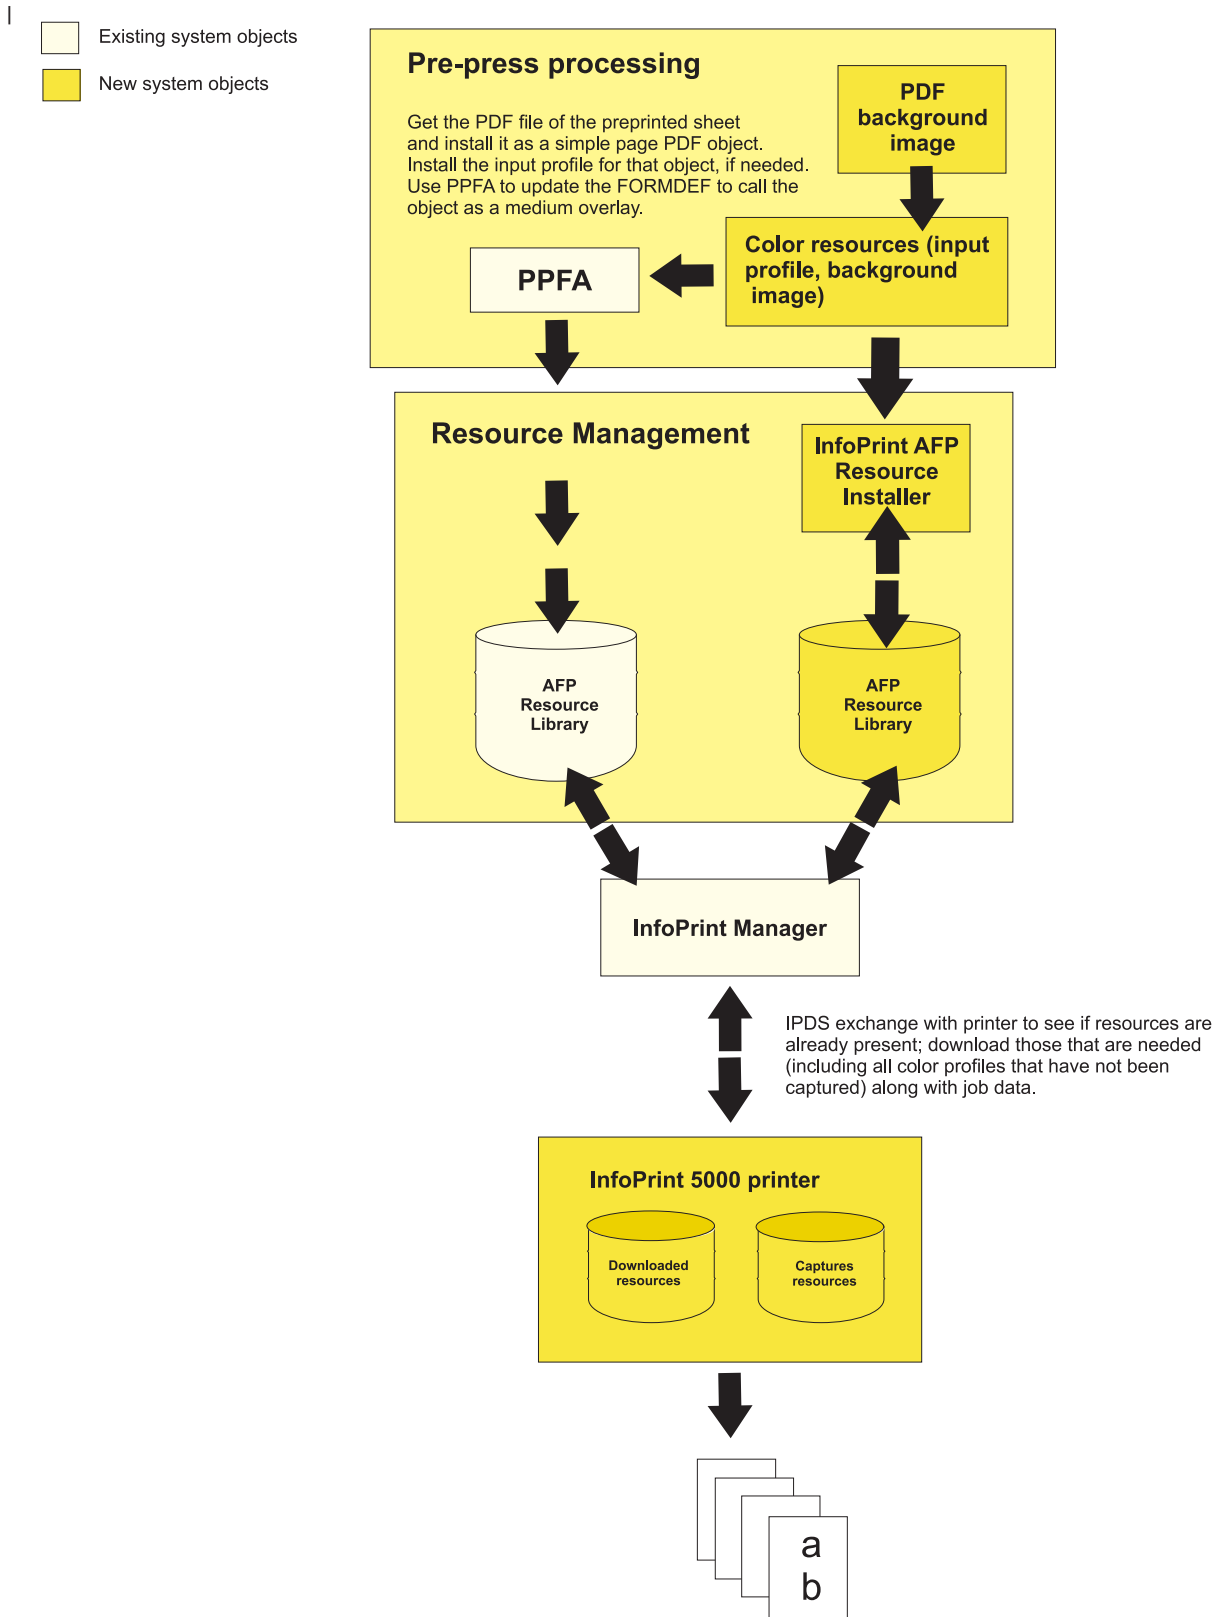 |
Existing system objects
New system objects
Pre-press processing
Get the PDF file of the preprinted sheet
and install it as a simple page PDF object.
Install the input profile for that object, if needed.
Use PPFA to update the FORMDEF to call the
object as a medium overlay.
PDF
background
image
Color resources (input
profile, background
image)
PPFA
Resource Management
InfoPrint AFP
Resource
Installer
AFP
Resource
Library
AFP
Resource
Library
InfoPrint Manager
IPDS exchange with printer to see if resources are
already present; download those that are needed
(including all color profiles that have not been
captured) along with job data.
InfoPrint 5000 printer
Downloaded
resources
Captures
resources
a
b